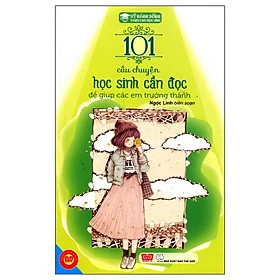 KỸ NĂNG SỐNG
101
câu chuyện
học sinh cần đọc
để giúp các em trưởng thành
Ngọc Linh biên soạn
NHÀ XUẤT BẢN THẾ GIỚI